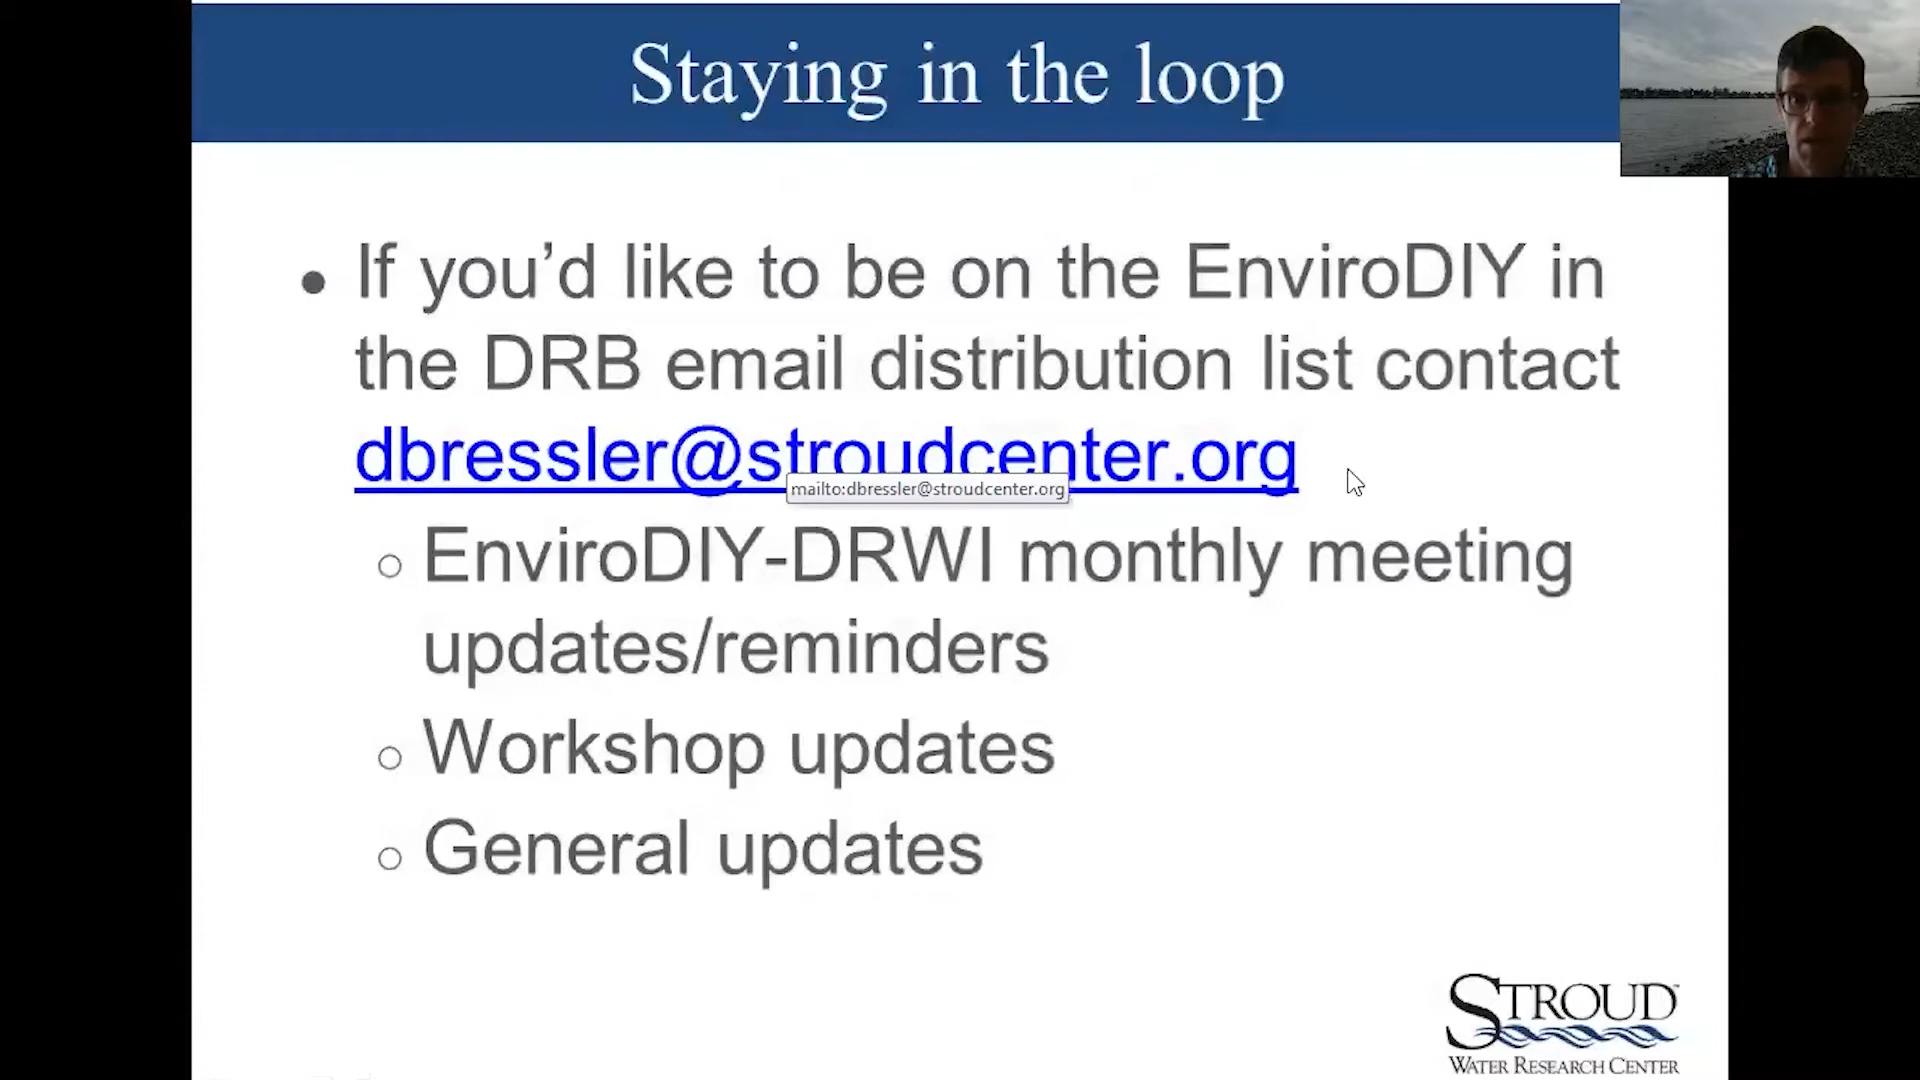 Staying in the loop
If you’d like to be on the EnviroDIY in
the DRB email distribution list contact
dbressler@stroudcenter.org
mailto:dbressler@stroudcenter.org
EnviroDIY-DRWI monthly meeting
updates/reminders
Workshop updates
General updates
STROUD™
WATER RESEARCH CENTER